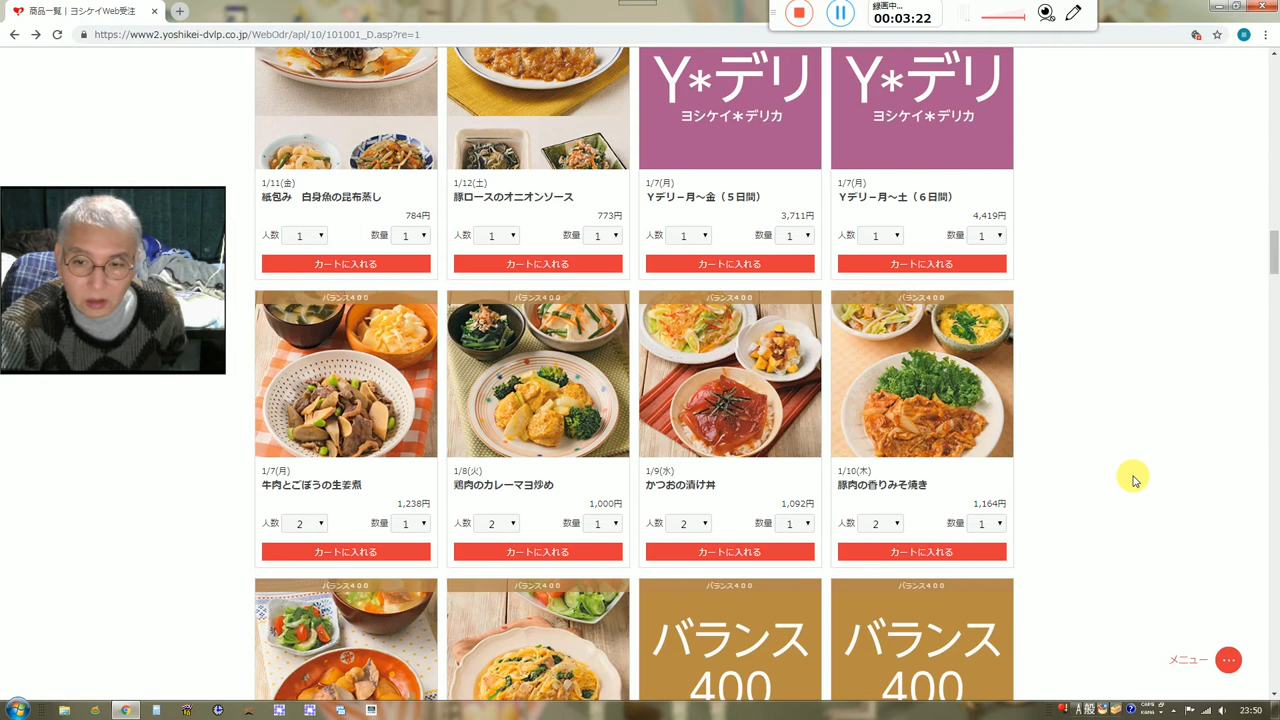 商品一覧 | ヨシケイWeb受注
録画中...
00:03:22
https://www2.yoshikei-dvlp.co.jp/WebOdr/apl/10/101001_D.asp?re=1
Y*デリ
ヨシケイ*デリカ
Y*デリ
ヨシケイ*デリカ
1/11(金)
紙包み 白身魚の昆布蒸し
784円
人数 1 数量 1
カートに入れる
1/12(土)
豚ロースのオニオンソース
773円
人数 1 数量 1
カートに入れる
1/7(月)
Yデリ−月〜金(5日間)
3,711円
人数 1 数量 1
カートに入れる
1/7(月)
Yデリ−月〜土(6日間)
4,419円
人数 1 数量 1
カートに入れる
バランス400
1/7(月)
牛肉とごぼうの生姜煮
1,238円
人数 2 数量 1
カートに入れる
バランス400
1/8(火)
鶏肉のカレーマヨ炒め
1,000円
人数 2 数量 1
カートに入れる
バランス400
1/9(水)
かつおの漬け丼
1,092円
人数 2 数量 1
カートに入れる
バランス400
1/10(木)
豚肉の香りみそ焼き
1,164円
人数 2 数量 1
カートに入れる
バランス400
バランス400
バランス400
バランス
400
バランス400
バランス
400
メニュー
A 般
CAPS
KANA
23:50